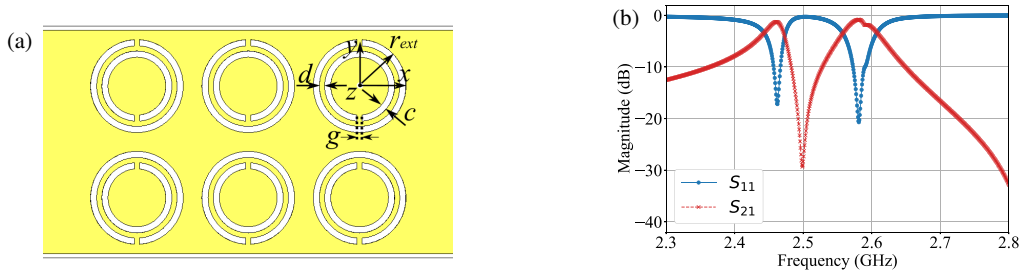 (a)
y
r_ext
d
x
z
c
g
(b)
0
−10
−20
−30
−40
Magnitude (dB)
S11
S21
2.3 2.4 2.5 2.6 2.7 2.8
Frequency (GHz)